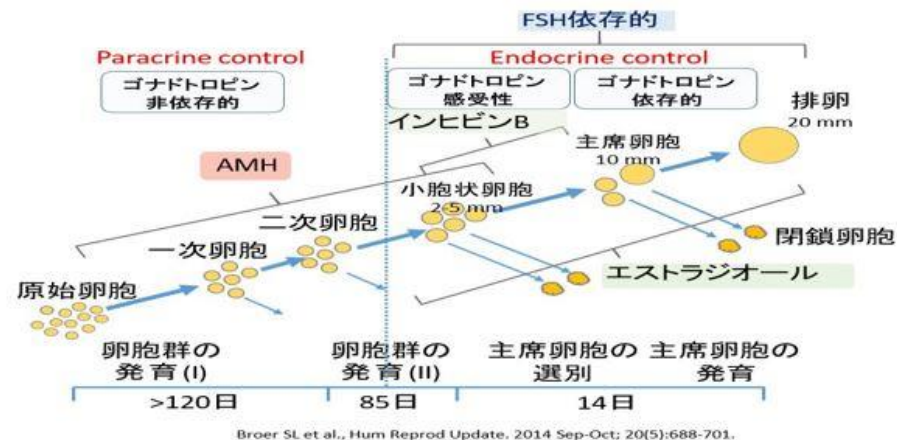 FSH依存的
Paracrine control
Endocrine control
ゴナドトロピン
非依存的
ゴナドトロピン
感受性
ゴナドトロピン
依存的
排卵
20 mm
インヒビンB
主席卵胞
10 mm
AMH
小胞状卵胞
2-5 mm
二次卵胞
一次卵胞
原始卵胞
閉鎖卵胞
エストラジオール
卵胞群の
発育(I)
卵胞群の
発育(II)
主席卵胞の
選別
主席卵胞の
発育
>120日
85日
14日
Broer SL et al., Hum Reprod Update. 2014 Sep-Oct; 20(5):688-701.